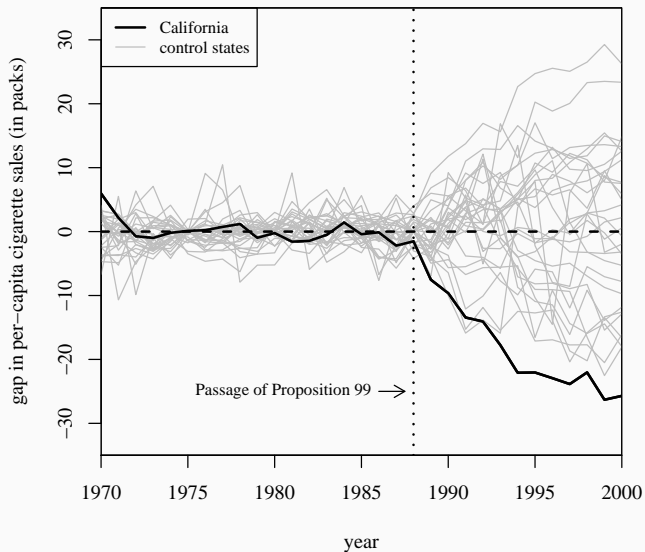 California
control states
gap in per−capita cigarette sales (in packs)
30
20
10
0
−10
−20
−30
Passage of Proposition 99
1970 1975 1980 1985 1990 1995 2000
year